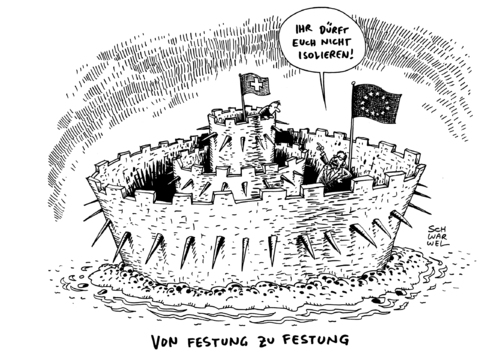 IHR DÜRFT
EUCH NICHT
ISOLIEREN!
SCH
WAR
WEL
VON FESTUNG ZU FESTUNG